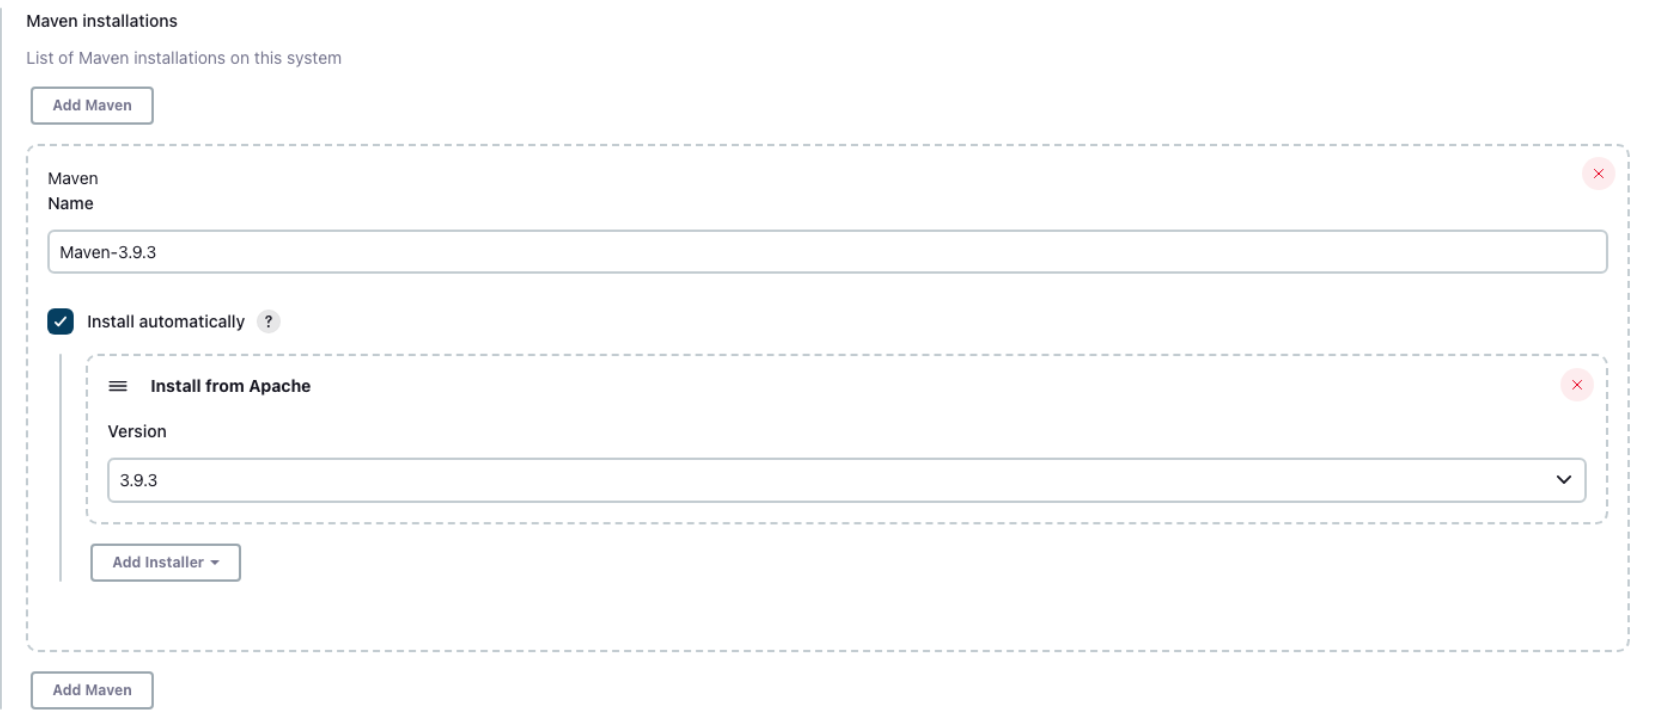 Maven installations
List of Maven installations on this system
Add Maven
Maven
Name
Maven-3.9.3
Install automatically ?
Install from Apache
Version
3.9.3
Add Installer
Add Maven